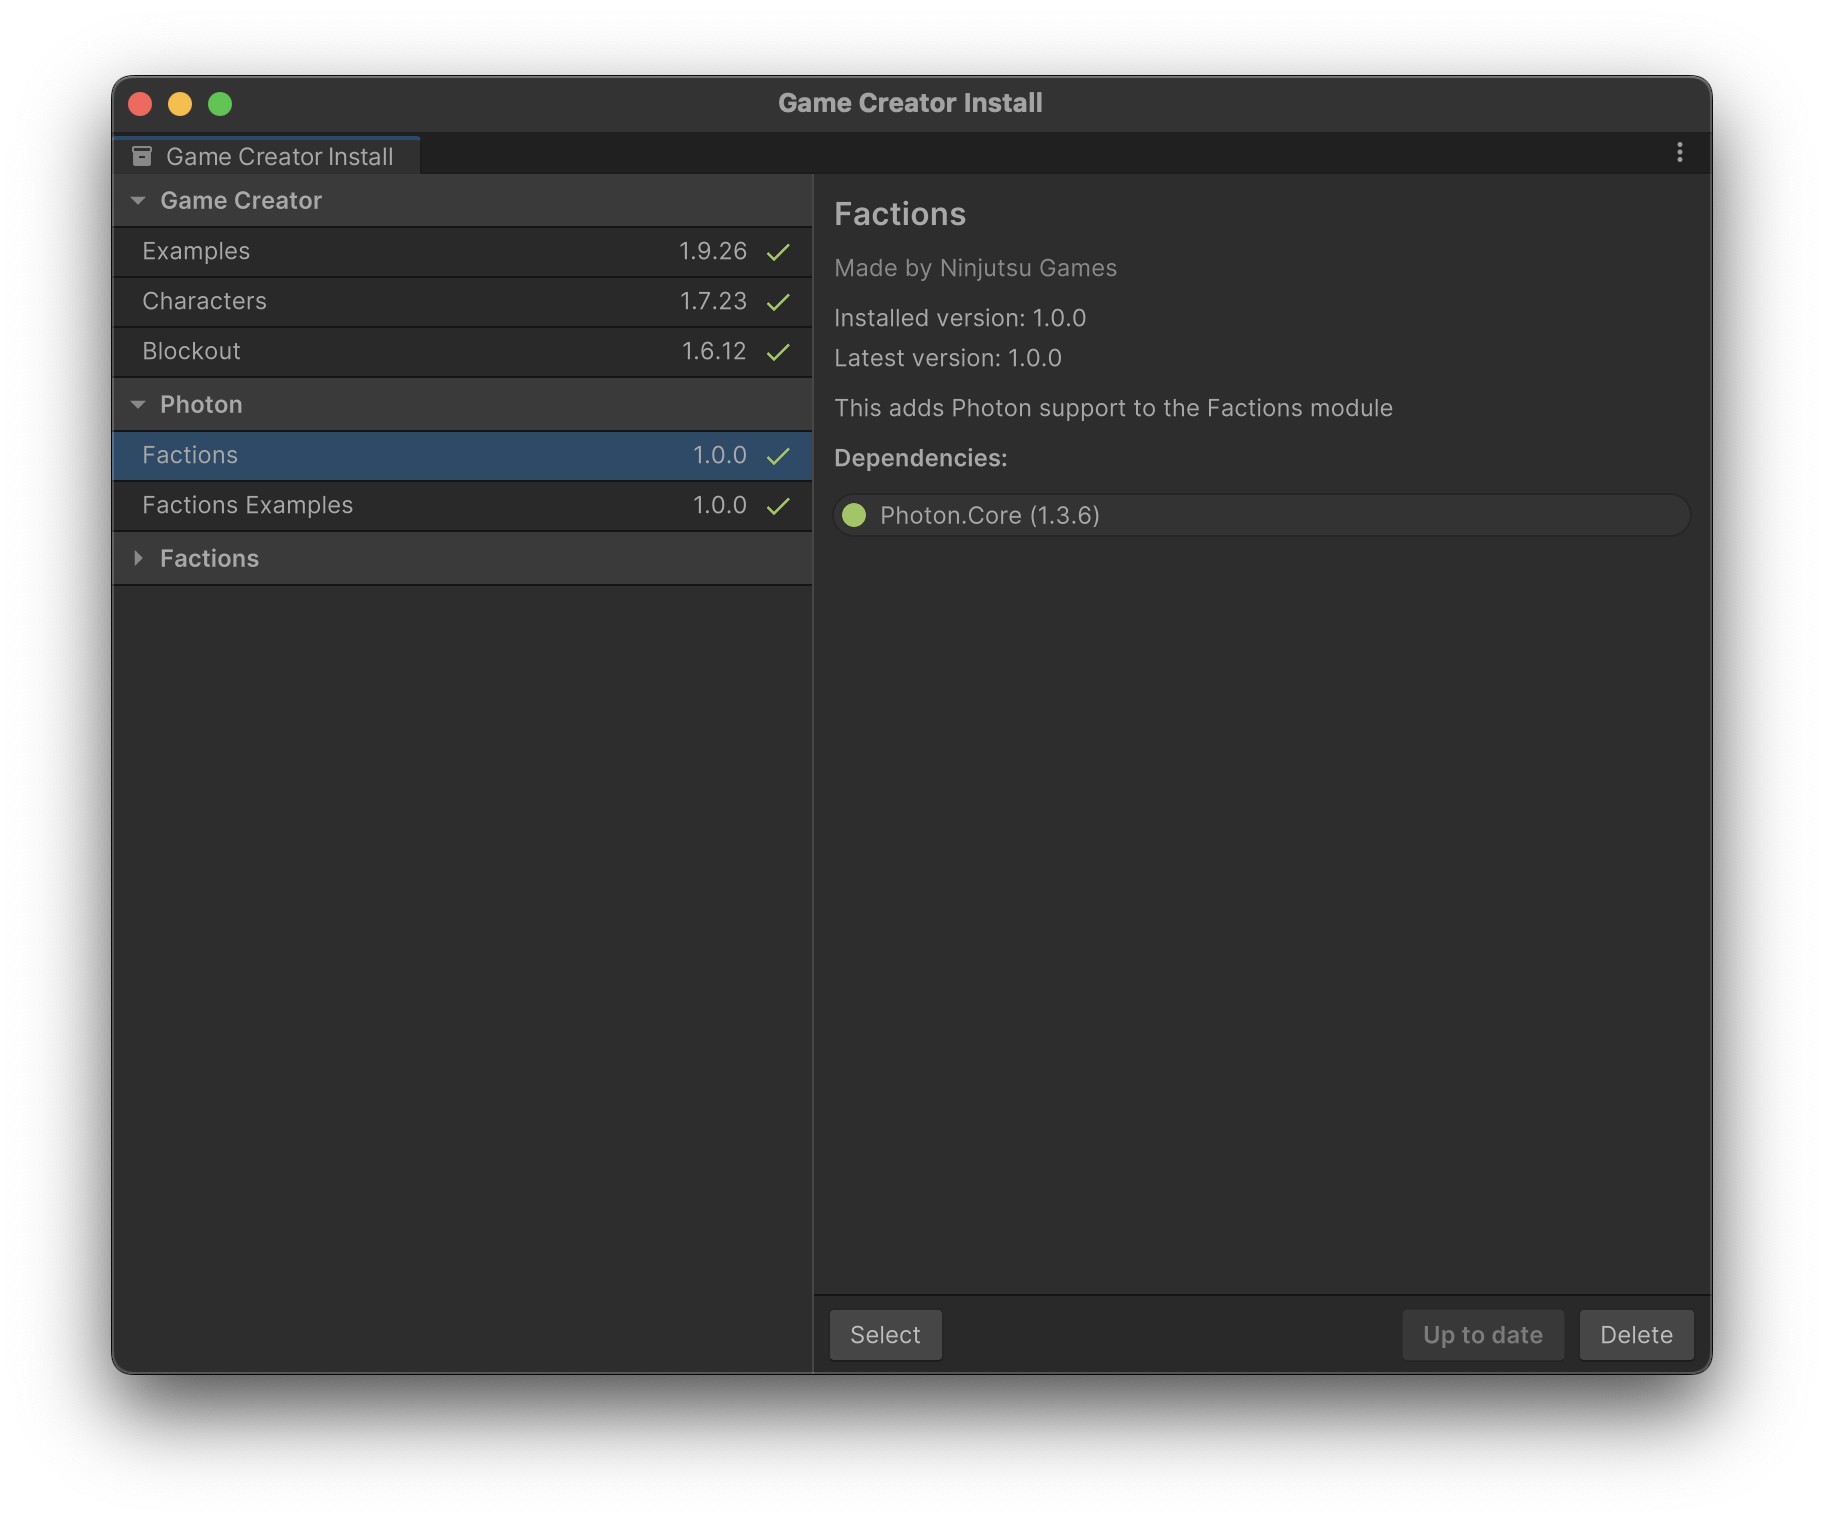 Game Creator Install
Game Creator Install
Game Creator
Examples 1.9.26
Characters 1.7.23
Blockout 1.6.12
Photon
Factions 1.0.0
Factions Examples 1.0.0
Factions
Factions
Made by Ninjutsu Games
Installed version: 1.0.0
Latest version: 1.0.0
This adds Photon support to the Factions module
Dependencies:
Photon.Core (1.3.6)
Select Up to date Delete